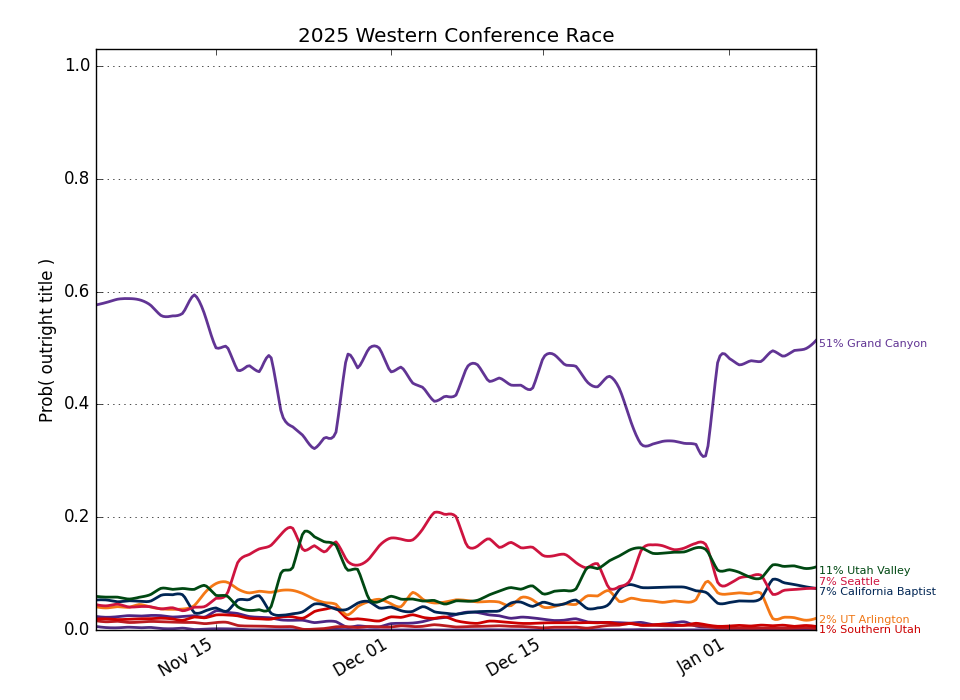 2025 Western Conference Race
Prob( outright title )
1.0
0.8
0.6
0.4
0.2
0.0
51% Grand Canyon
11% Utah Valley
7% Seattle
7% California Baptist
2% UT Arlington
1% Southern Utah
Nov 15
Dec 01
Dec 15
Jan 01